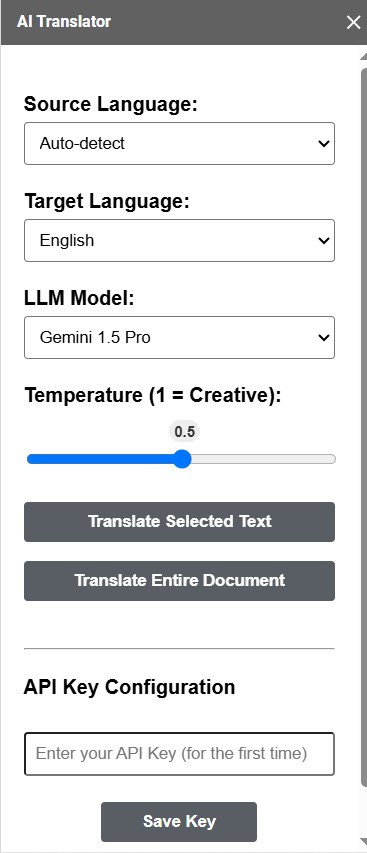 AI Translator
Source Language:
Auto-detect
Target Language:
English
LLM Model:
Gemini 1.5 Pro
Temperature (1 = Creative):
0.5
Translate Selected Text
Translate Entire Document
API Key Configuration
Enter your API Key (for the first time)
Save Key